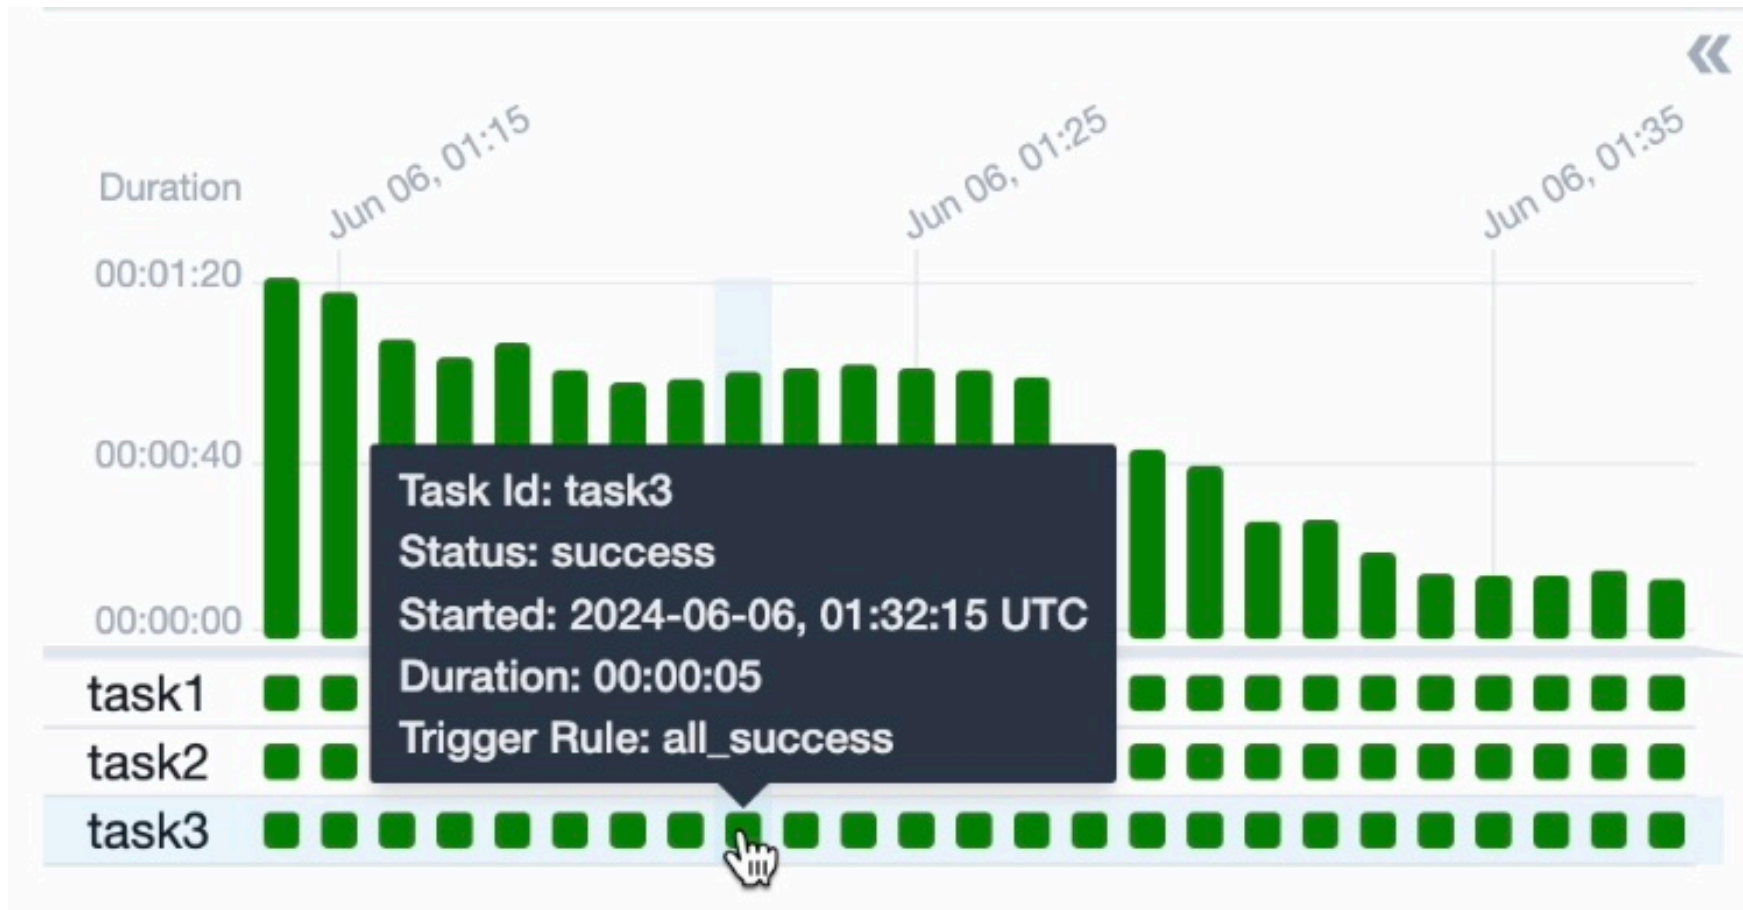 Jun 06, 01:15
Jun 06, 01:25
Jun 06, 01:35
Duration
00:01:20
00:00:40
00:00:00
Task Id: task3
Status: success
Started: 2024-06-06, 01:32:15 UTC
Duration: 00:00:05
Trigger Rule: all_success
task1
task2
task3